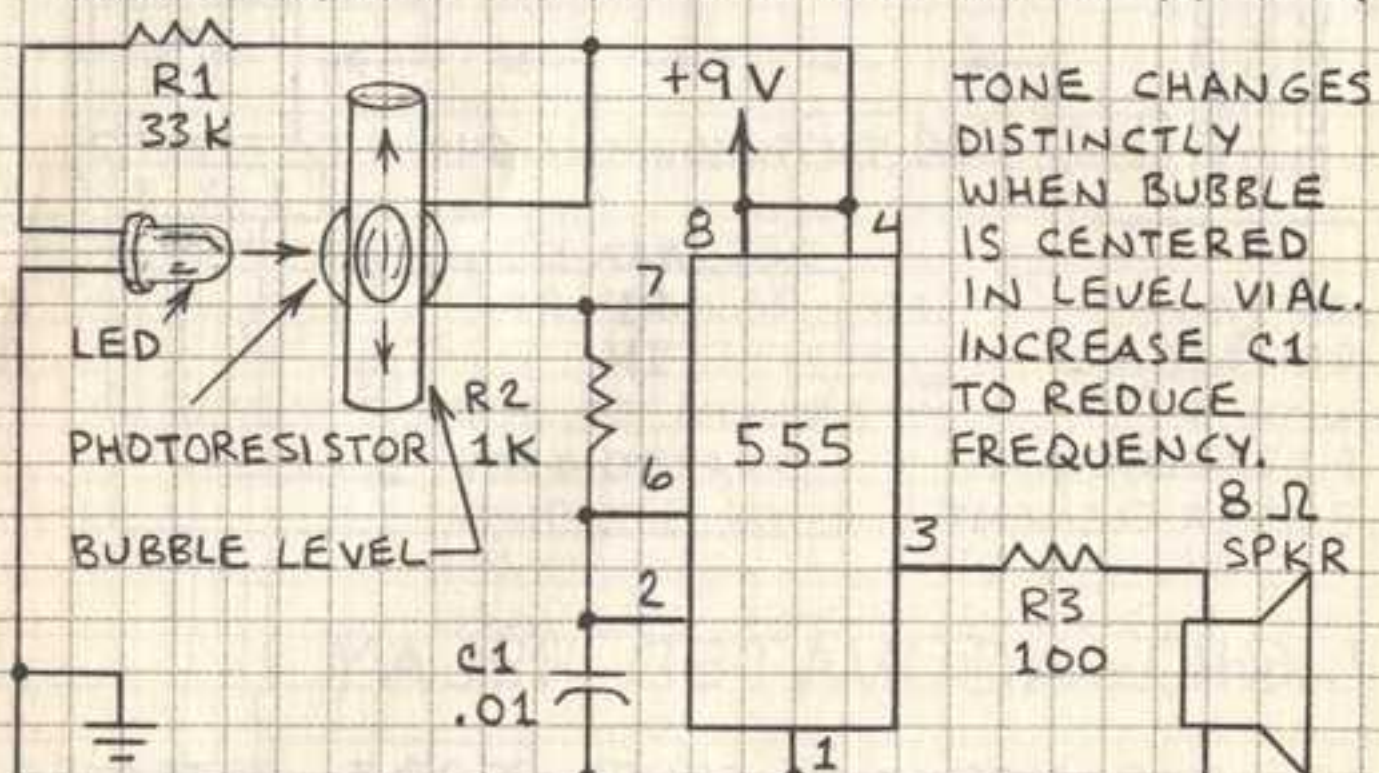 R1
33K
+9V
TONE CHANGES
DISTINCTLY
WHEN BUBBLE
IS CENTERED
IN LEVEL VIAL.
INCREASE C1
TO REDUCE
FREQUENCY.
8
4
7
LED
R2
1K
PHOTORESISTOR
555
6
BUBBLE LEVEL
8 Ω
SPKR
3
2
R3
100
C1
.01
1